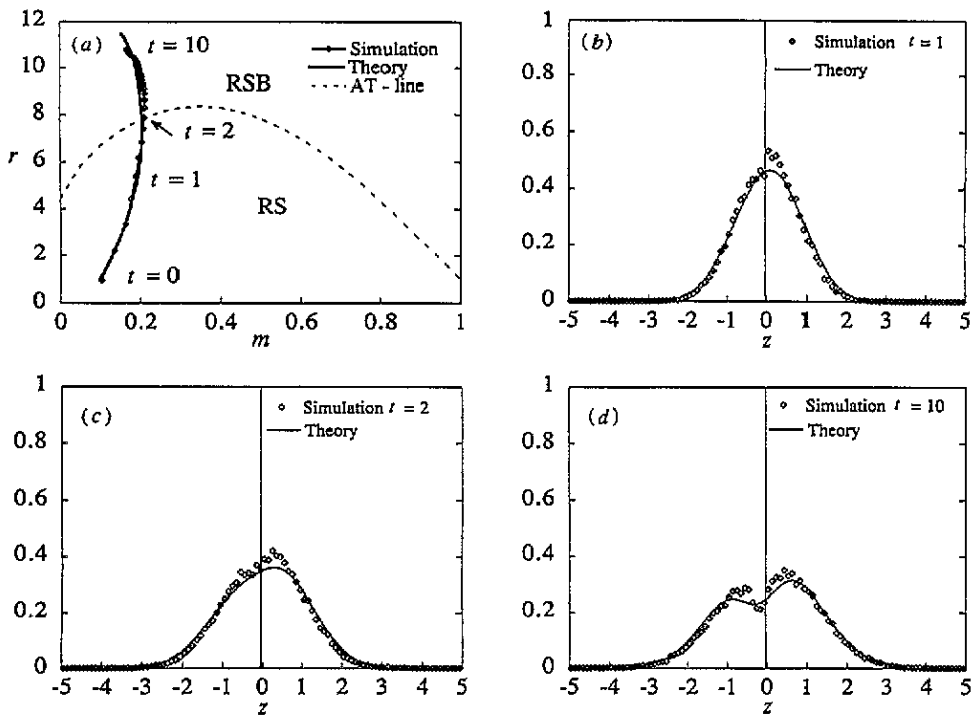 (a)
12
10
8
6
4
2
0
r
0
0.2
0.4
0.6
0.8
1
m
t = 10
Simulation
Theory
AT - line
RSB
t = 2
t = 1
RS
t = 0
(b)
1
0.8
0.6
0.4
0.2
0
-5 -4 -3 -2 -1 0 1 2 3 4 5
z
Simulation t = 1
Theory
(c)
1
0.8
0.6
0.4
0.2
0
-5 -4 -3 -2 -1 0 1 2 3 4 5
z
Simulation t = 2
Theory
(d)
1
0.8
0.6
0.4
0.2
0
-5 -4 -3 -2 -1 0 1 2 3 4 5
z
Simulation t = 10
Theory